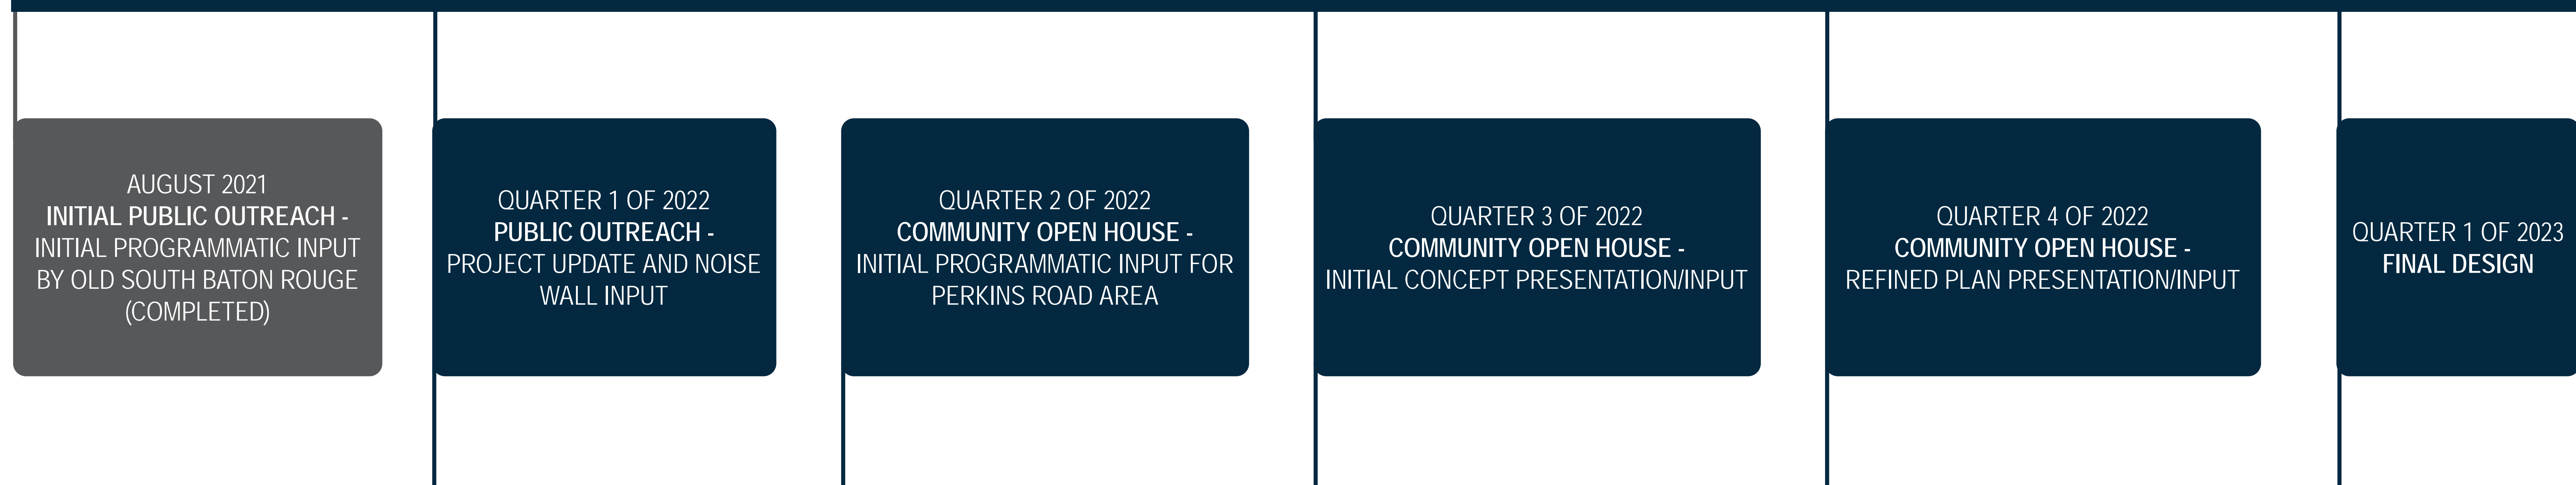 AUGUST 2021
INITIAL PUBLIC OUTREACH -
INITIAL PROGRAMMATIC INPUT
BY OLD SOUTH BATON ROUGE
(COMPLETED)
QUARTER 1 OF 2022
PUBLIC OUTREACH -
PROJECT UPDATE AND NOISE
WALL INPUT
QUARTER 2 OF 2022
COMMUNITY OPEN HOUSE -
INITIAL PROGRAMMATIC INPUT FOR
PERKINS ROAD AREA
QUARTER 3 OF 2022
COMMUNITY OPEN HOUSE -
INITIAL CONCEPT PRESENTATION/INPUT
QUARTER 4 OF 2022
COMMUNITY OPEN HOUSE -
REFINED PLAN PRESENTATION/INPUT
QUARTER 1 OF 2023
FINAL DESIGN